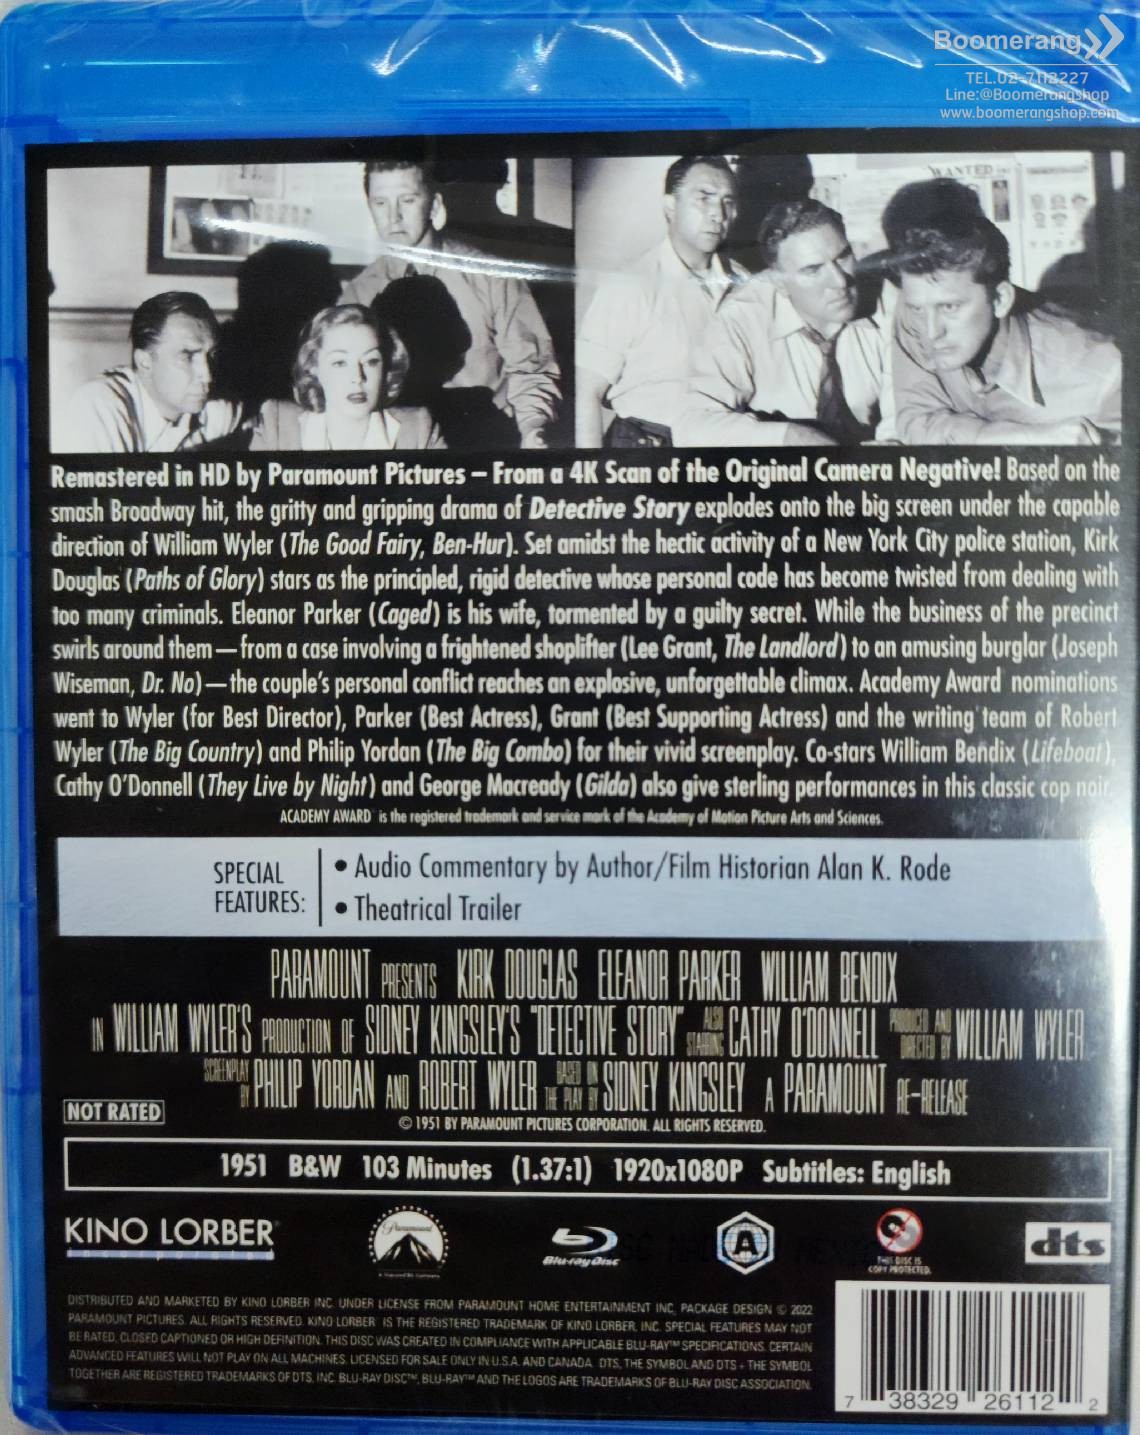 Boomerang
TEL.02-7112227
Line:@Boomerangshop
www.boomerangshop.com
WANTED
Remastered in HD by Paramount Pictures – From a 4K Scan of the Original Camera Negative! Based on the
smash Broadway hit, the gritty and gripping drama of Detective Story explodes onto the big screen under the capable
direction of William Wyler (The Good Fairy, Ben-Hur). Set amidst the hectic activity of a New York City police station, Kirk
Douglas (Paths of Glory) stars as the principled, rigid detective whose personal code has become twisted from dealing with
too many criminals. Eleanor Parker (Caged) is his wife, tormented by a guilty secret. While the business of the precinct
swirls around them—from a case involving a frightened shoplifter (Lee Grant, The Landlord) to an amusing burglar (Joseph
Wiseman, Dr. No)—the couple's personal conflict reaches an explosive, unforgettable climax. Academy Award nominations
went to Wyler (for Best Director), Parker (Best Actress), Grant (Best Supporting Actress) and the writing team of Robert
Wyler (The Big Country) and Philip Yordan (The Big Combo) for their vivid screenplay. Co-stars William Bendix (Lifeboat),
Cathy O'Donnell (They Live by Night) and George Macready (Gilda) also give sterling performances in this classic cop noir.
ACADEMY AWARD is the registered trademark and service mark of the Academy of Motion Picture Arts and Sciences.
SPECIAL FEATURES:
• Audio Commentary by Author/Film Historian Alan K. Rode
• Theatrical Trailer
PARAMOUNT PRESENTS KIRK DOUGLAS ELEANOR PARKER WILLIAM BENDIX
IN WILLIAM WYLER'S PRODUCTION OF SIDNEY KINGSLEY'S "DETECTIVE STORY" ALSO STARRING CATHY O'DONNELL PRODUCED AND DIRECTED BY WILLIAM WYLER
SCREENPLAY BY PHILIP YORDAN AND ROBERT WYLER BASED ON THE PLAY BY SIDNEY KINGSLEY A PARAMOUNT RE-RELEASE
NOT RATED
© 1951 BY PARAMOUNT PICTURES CORPORATION. ALL RIGHTS RESERVED.
1951 B&W 103 Minutes (1.37:1) 1920x1080P Subtitles: English
KINO LORBER
incorporated
Paramount
Blu-ray Disc
A
THIS DISC IS
COPY PROTECTED.
dts
DISTRIBUTED AND MARKETED BY KINO LORBER INC. UNDER LICENSE FROM PARAMOUNT HOME ENTERTAINMENT INC, PACKAGE DESIGN © 2022
PARAMOUNT PICTURES. ALL RIGHTS RESERVED. KINO LORBER IS THE REGISTERED TRADEMARK OF KINO LORBER, INC. SPECIAL FEATURES MAY NOT
BE RATED, CLOSED CAPTIONED OR HIGH DEFINITION. THIS DISC WAS CREATED IN COMPLIANCE WITH APPLICABLE BLU-RAY™ SPECIFICATIONS. CERTAIN
ADVANCED FEATURES WILL NOT PLAY ON ALL MACHINES. LICENSED FOR SALE ONLY IN U.S.A. AND CANADA. DTS, THE SYMBOL AND DTS + THE SYMBOL
TOGETHER ARE REGISTERED TRADEMARKS OF DTS, INC. BLU-RAY DISC™, BLU-RAY™ AND THE LOGOS ARE TRADEMARKS OF BLU-RAY DISC ASSOCIATION.
7 38329 26112 2